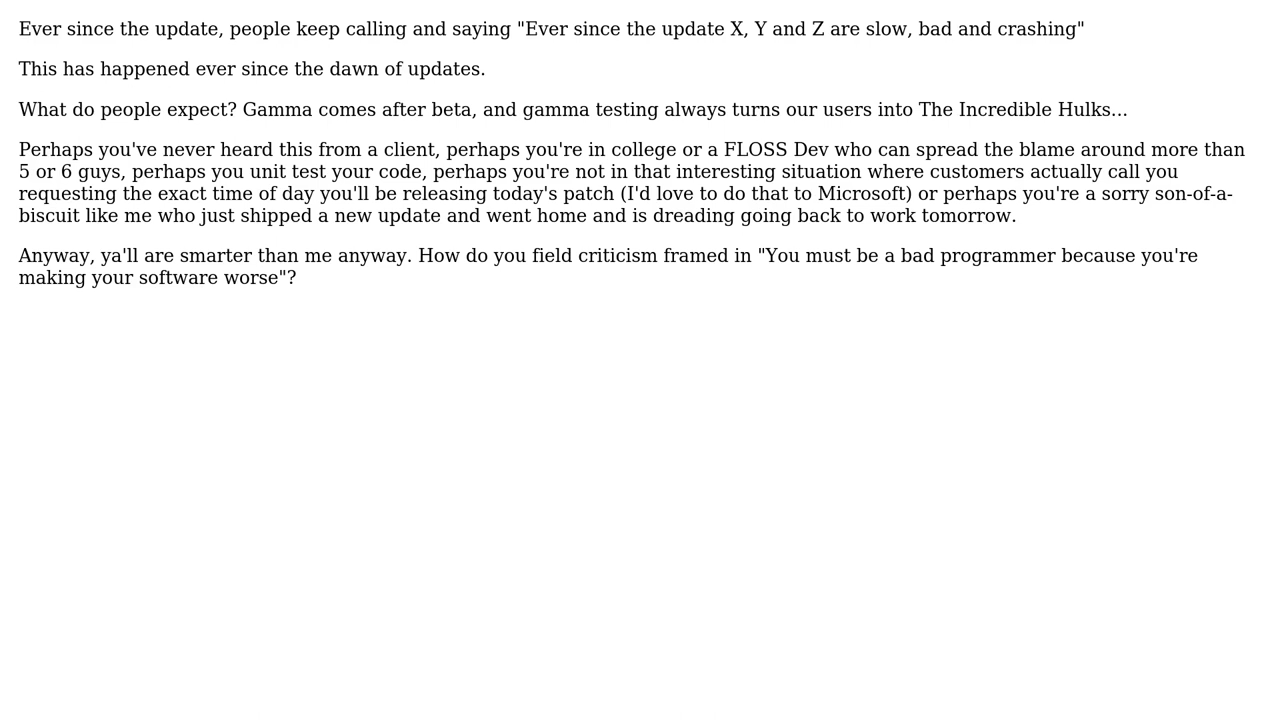 Ever since the update, people keep calling and saying "Ever since the update X, Y and Z are slow, bad and crashing"
This has happened ever since the dawn of updates.
What do people expect? Gamma comes after beta, and gamma testing always turns our users into The Incredible Hulks...
Perhaps you've never heard this from a client, perhaps you're in college or a FLOSS Dev who can spread the blame around more than
5 or 6 guys, perhaps you unit test your code, perhaps you're not in that interesting situation where customers actually call you
requesting the exact time of day you'll be releasing today's patch (I'd love to do that to Microsoft) or perhaps you're a sorry son-of-a-
biscuit like me who just shipped a new update and went home and is dreading going back to work tomorrow.
Anyway, ya'll are smarter than me anyway. How do you field criticism framed in "You must be a bad programmer because you're
making your software worse"?